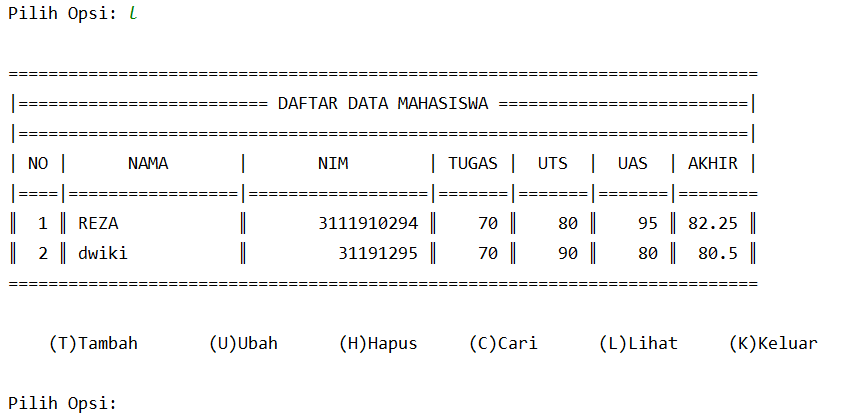 Pilih Opsi: l
===========================================================================
|========================= DAFTAR DATA MAHASISWA =========================|
|=========================================================================|
| NO |      NAMA       |       NIM        | TUGAS |  UTS  |  UAS  | AKHIR |
|====|=================|==================|=======|=======|=======|========
║  1 ║ REZA            ║       3111910294 ║    70 ║    80 ║    95 ║ 82.25 ║
║  2 ║ dwiki           ║         31191295 ║    70 ║    90 ║    80 ║  80.5 ║
===========================================================================
(T)Tambah       (U)Ubah      (H)Hapus     (C)Cari      (L)Lihat     (K)Keluar
Pilih Opsi: